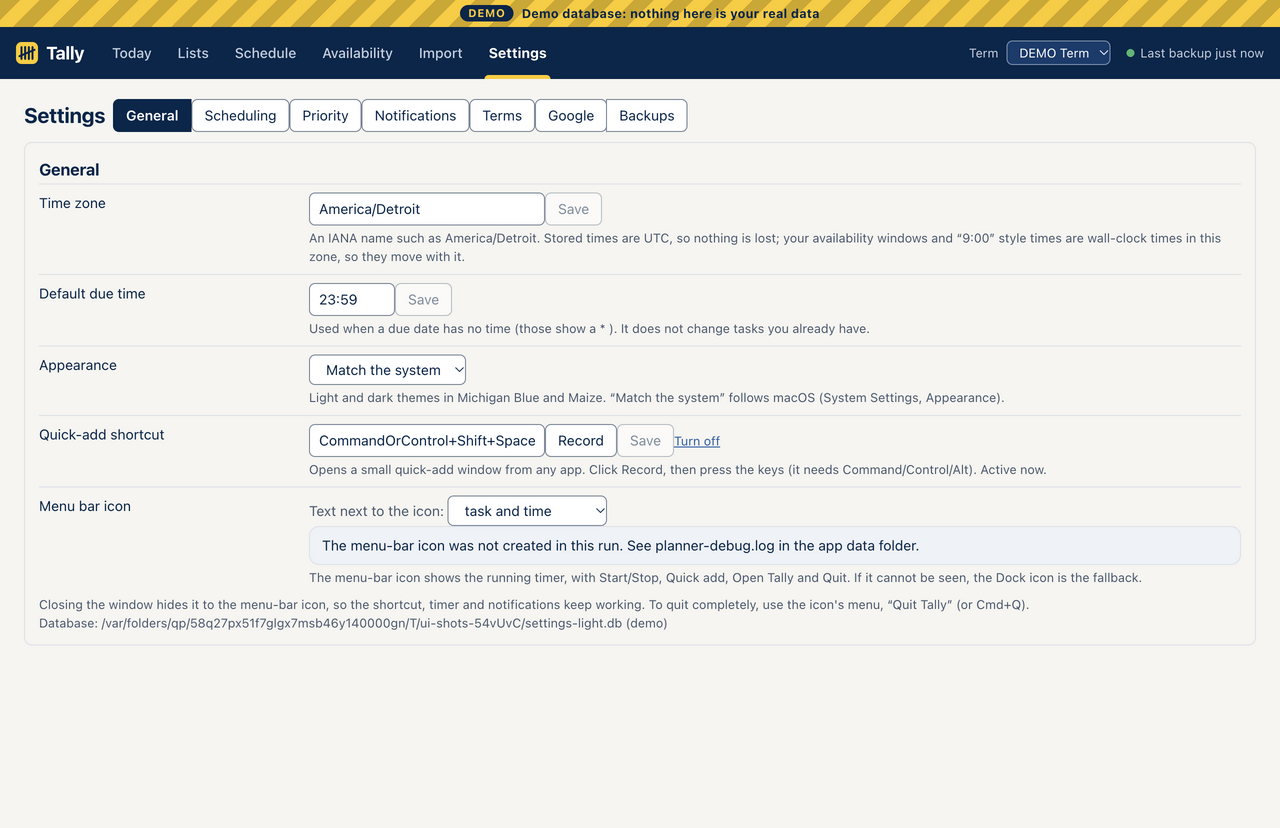 DEMO Demo database: nothing here is your real data
Tally Today Lists Schedule Availability Import Settings Term DEMO Term Last backup just now
Settings General Scheduling Priority Notifications Terms Google Backups
General
Time zone
America/Detroit Save
An IANA name such as America/Detroit. Stored times are UTC, so nothing is lost; your availability windows and “9:00” style times are wall-clock times in this
zone, so they move with it.
Default due time
23:59 Save
Used when a due date has no time (those show a * ). It does not change tasks you already have.
Appearance
Match the system
Light and dark themes in Michigan Blue and Maize. “Match the system” follows macOS (System Settings, Appearance).
Quick-add shortcut
CommandOrControl+Shift+Space Record Save Turn off
Opens a small quick-add window from any app. Click Record, then press the keys (it needs Command/Control/Alt). Active now.
Menu bar icon
Text next to the icon: task and time
The menu-bar icon was not created in this run. See planner-debug.log in the app data folder.
The menu-bar icon shows the running timer, with Start/Stop, Quick add, Open Tally and Quit. If it cannot be seen, the Dock icon is the fallback.
Closing the window hides it to the menu-bar icon, so the shortcut, timer and notifications keep working. To quit completely, use the icon's menu, “Quit Tally” (or Cmd+Q).
Database: /var/folders/qp/58q27px51f7glgx7msb46y140000gn/T/ui-shots-54vUvC/settings-light.db (demo)